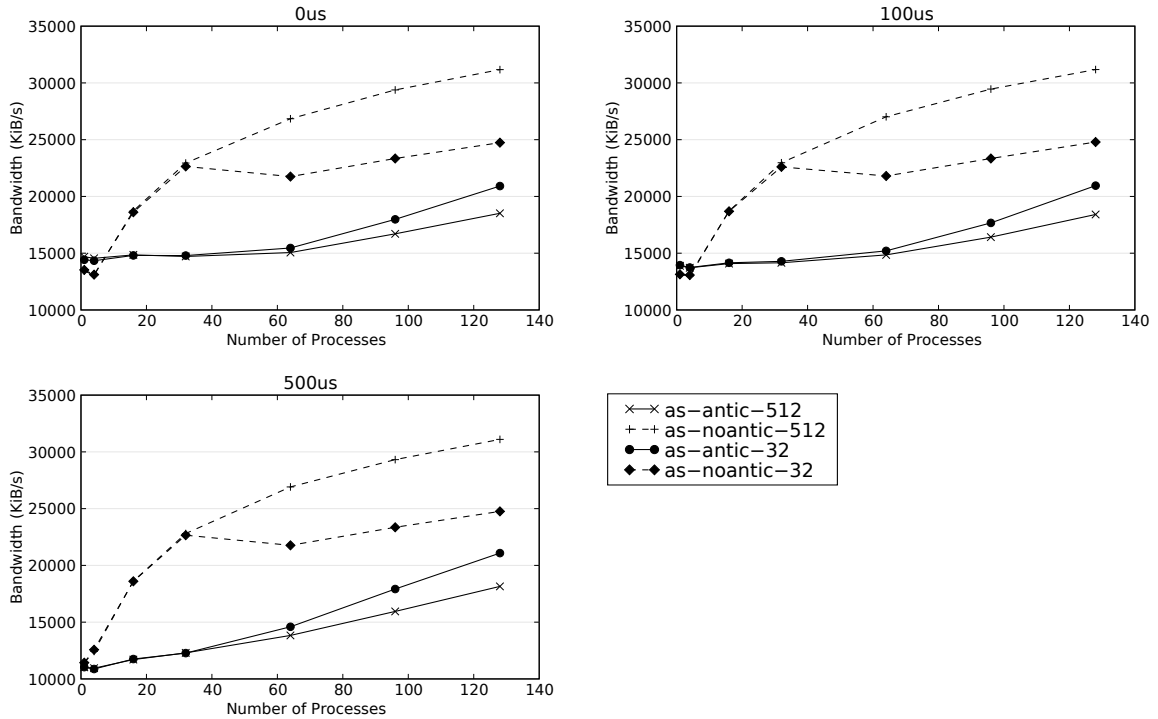 0us
35000
30000
25000
20000
15000
10000
Bandwidth (KiB/s)
0 20 40 60 80 100 120 140
Number of Processes
100us
35000
30000
25000
20000
15000
10000
Bandwidth (KiB/s)
0 20 40 60 80 100 120 140
Number of Processes
500us
35000
30000
25000
20000
15000
10000
Bandwidth (KiB/s)
0 20 40 60 80 100 120 140
Number of Processes
as−antic−512
as−noantic−512
as−antic−32
as−noantic−32